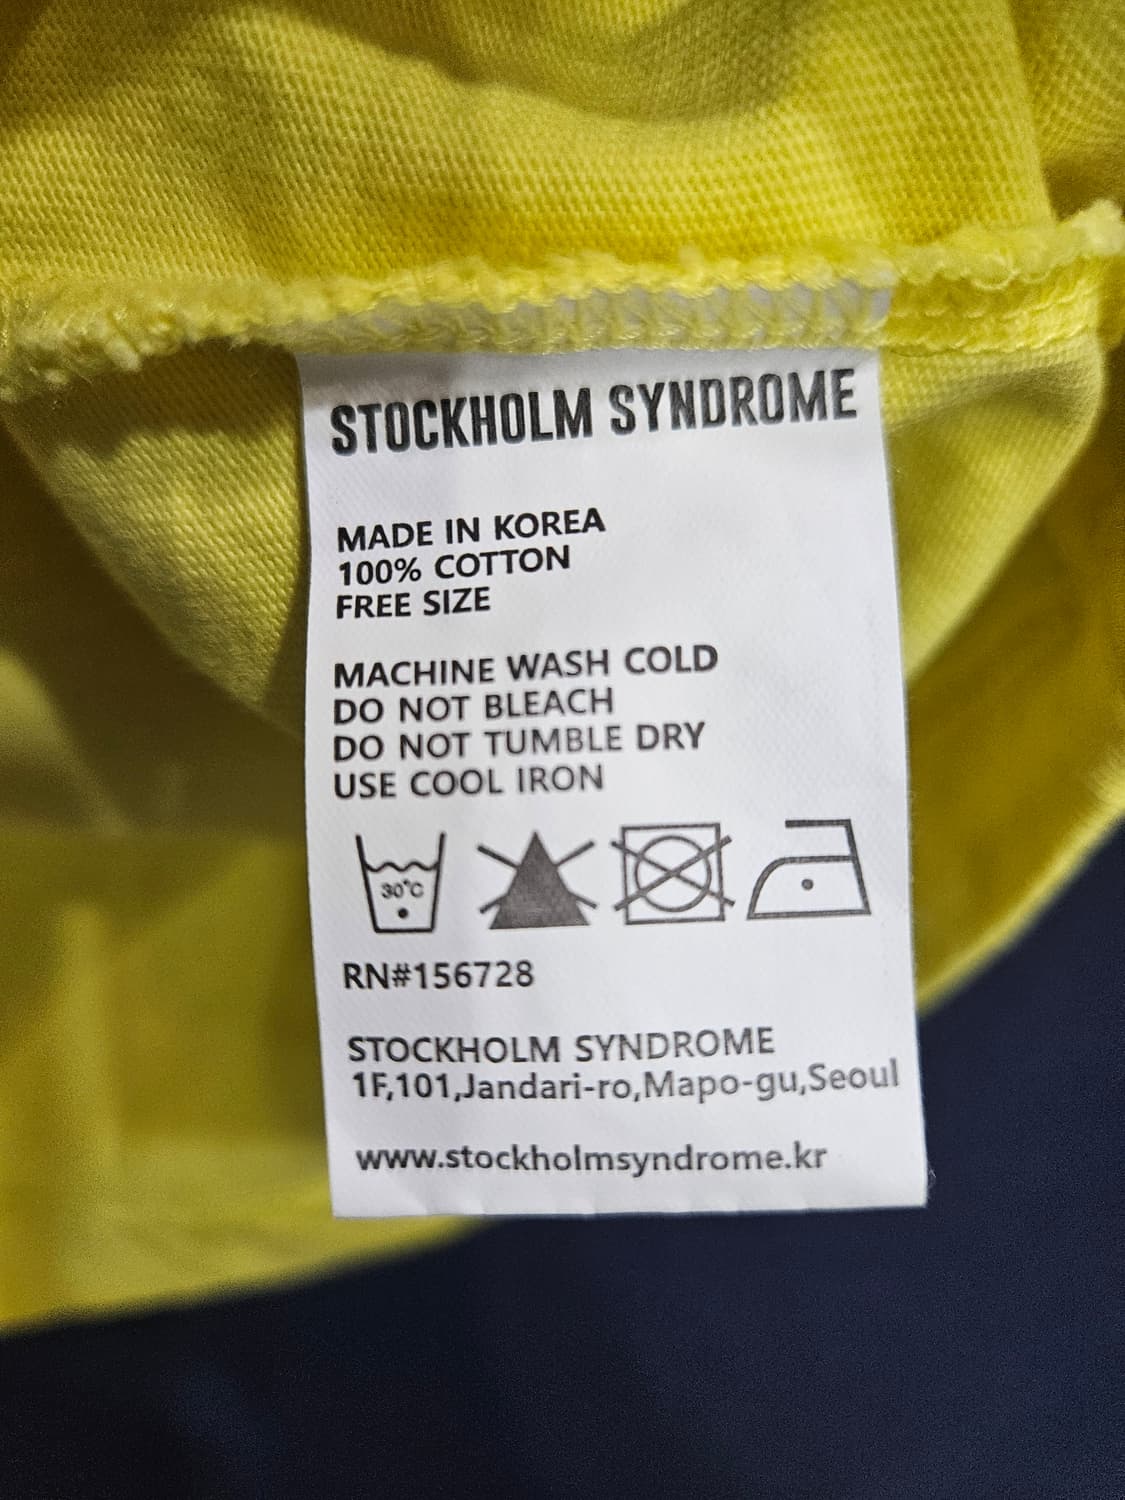 STOCKHOLM SYNDROME
MADE IN KOREA
100% COTTON
FREE SIZE
MACHINE WASH COLD
DO NOT BLEACH
DO NOT TUMBLE DRY
USE COOL IRON
30°C
RN#156728
STOCKHOLM SYNDROME
1F,101,Jandari-ro,Mapo-gu,Seoul
www.stockholmsyndrome.kr